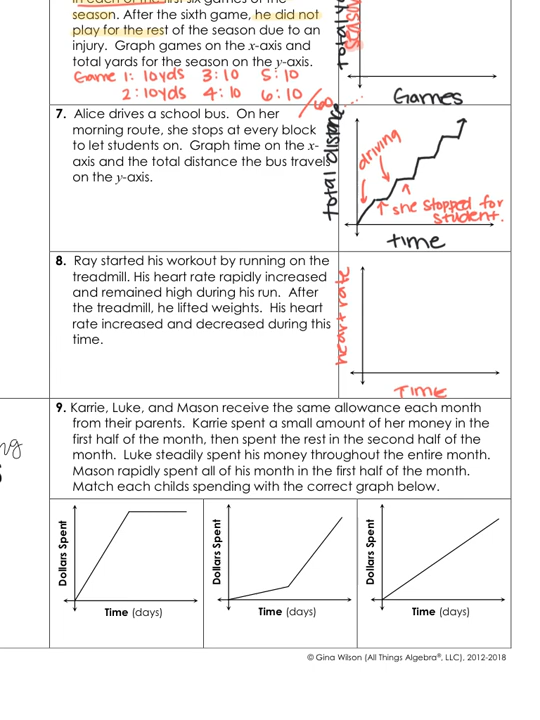 season. After the sixth game, he did not
play for the rest of the season due to an
injury. Graph games on the x-axis and
total yards for the season on the y-axis.
Game 1: 10yds 3:10 5:10
2:10yds 4:10 6:10 /60
Games
7. Alice drives a school bus. On her
morning route, she stops at every block
to let students on. Graph time on the x-
axis and the total distance the bus travels
on the y-axis.
total distance
driving
she stopped for
student.
time
8. Ray started his workout by running on the
treadmill. His heart rate rapidly increased
and remained high during his run. After
the treadmill, he lifted weights. His heart
rate increased and decreased during this
time.
heart rate
Time
9. Karrie, Luke, and Mason receive the same allowance each month
from their parents. Karrie spent a small amount of her money in the
first half of the month, then spent the rest in the second half of the
month. Luke steadily spent his money throughout the entire month.
Mason rapidly spent all of his month in the first half of the month.
Match each childs spending with the correct graph below.
Dollars Spent
Time (days)
Dollars Spent
Time (days)
Dollars Spent
Time (days)
© Gina Wilson (All Things Algebra®, LLC), 2012-2018